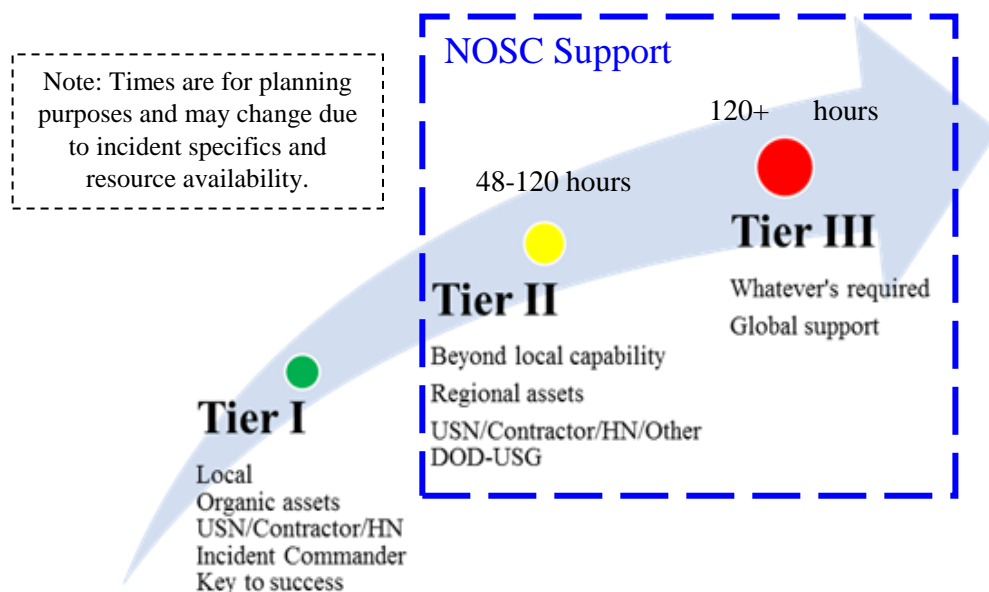 Note: Times are for planning
purposes and may change due
to incident specifics and
resource availability.
NOSC Support
120+ hours
48-120 hours
Tier III
Whatever's required
Global support
Tier II
Beyond local capability
Regional assets
USN/Contractor/HN/Other
DOD-USG
Tier I
Local
Organic assets
USN/Contractor/HN
Incident Commander
Key to success